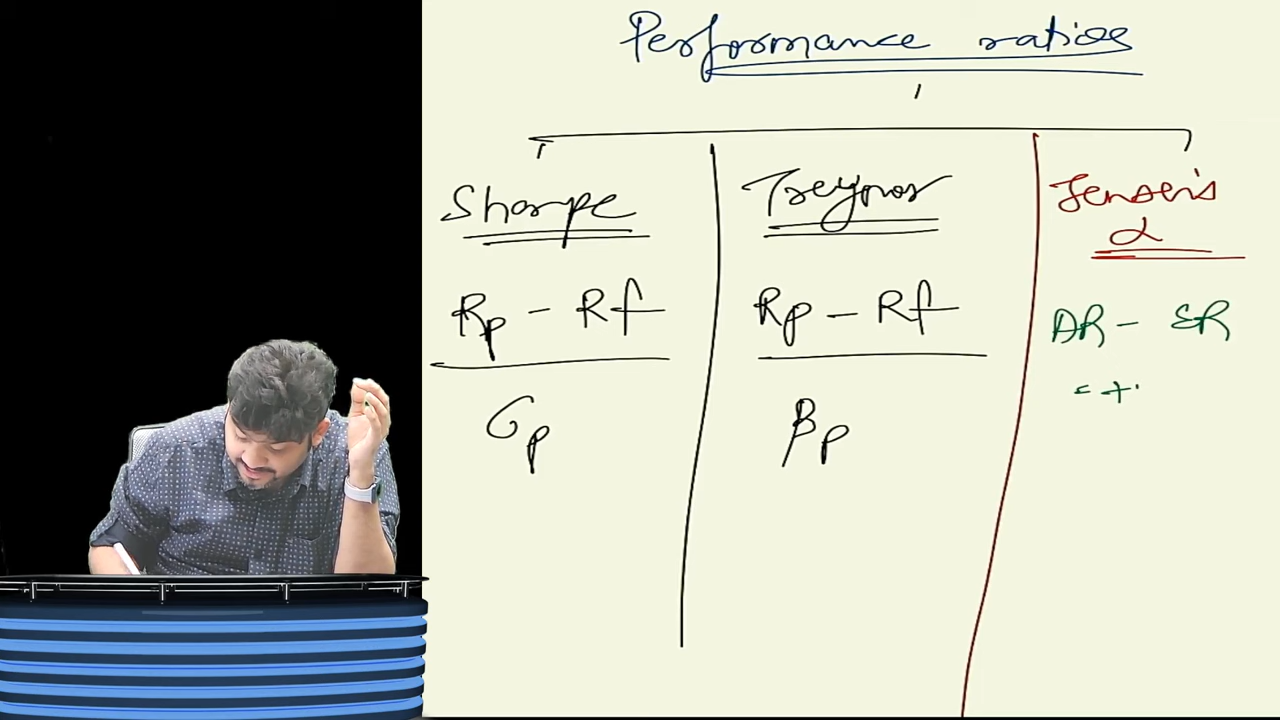 Performance ratios
Sharpe
Rp - Rf
σp
Treynor
Rp - Rf
βp
Jensen's
α
AR - ER
= +